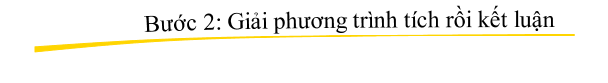 Bước 2: Giải phương trình tích rồi kết luận